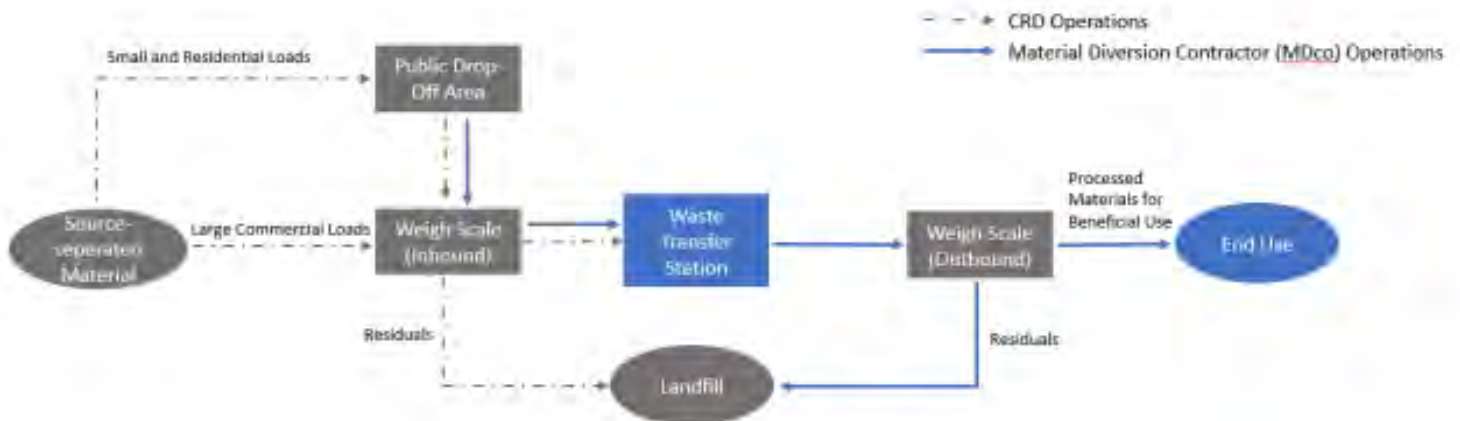 CRD Operations
Material Diversion Contractor (MDco) Operations
Small and Residential Loads
Public Drop-
Off Area
Source-
seperated
Material
Large Commercial Loads
Weigh Scale
(Inbound)
Waste
Transfer
Station
Weigh Scale
(Outbound)
Processed
Materials for
Beneficial Use
End Use
Residuals
Residuals
Landfill